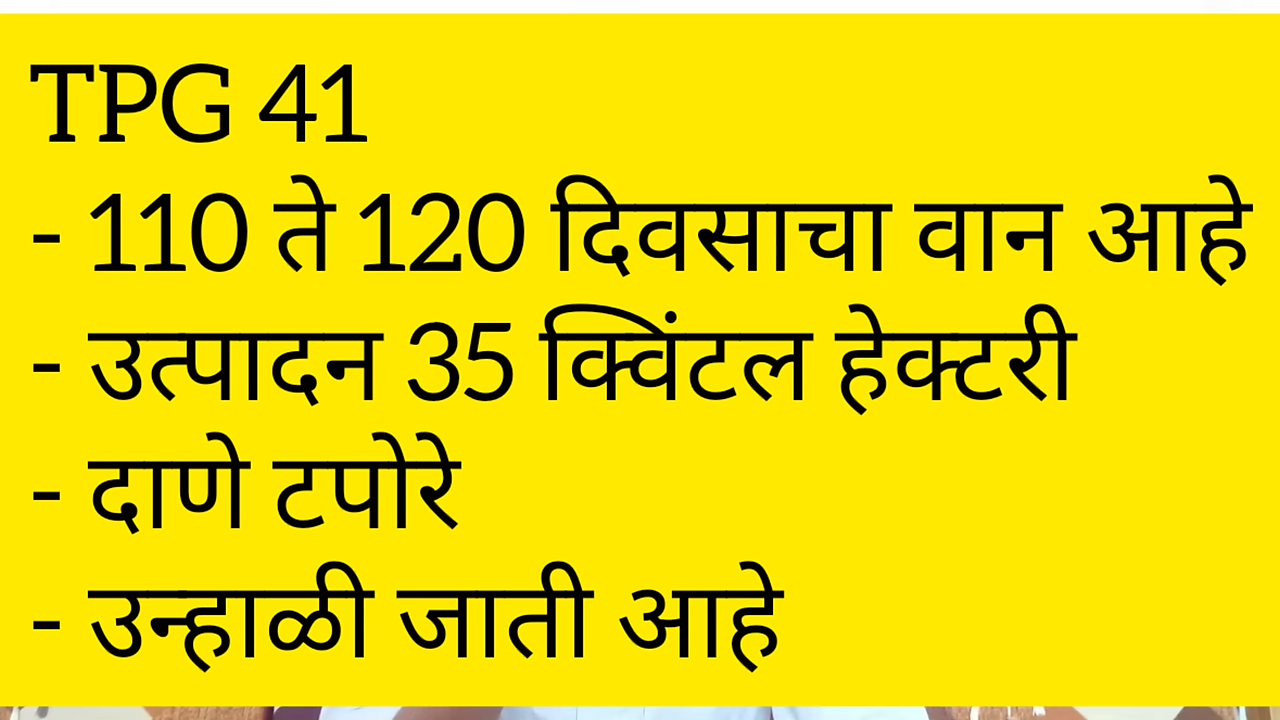 TPG 41
- 110 ते 120 दिवसाचा वान आहे
- उत्पादन 35 क्विंटल हेक्टरी
- दाणे टपोरे
- उन्हाळी जाती आहे